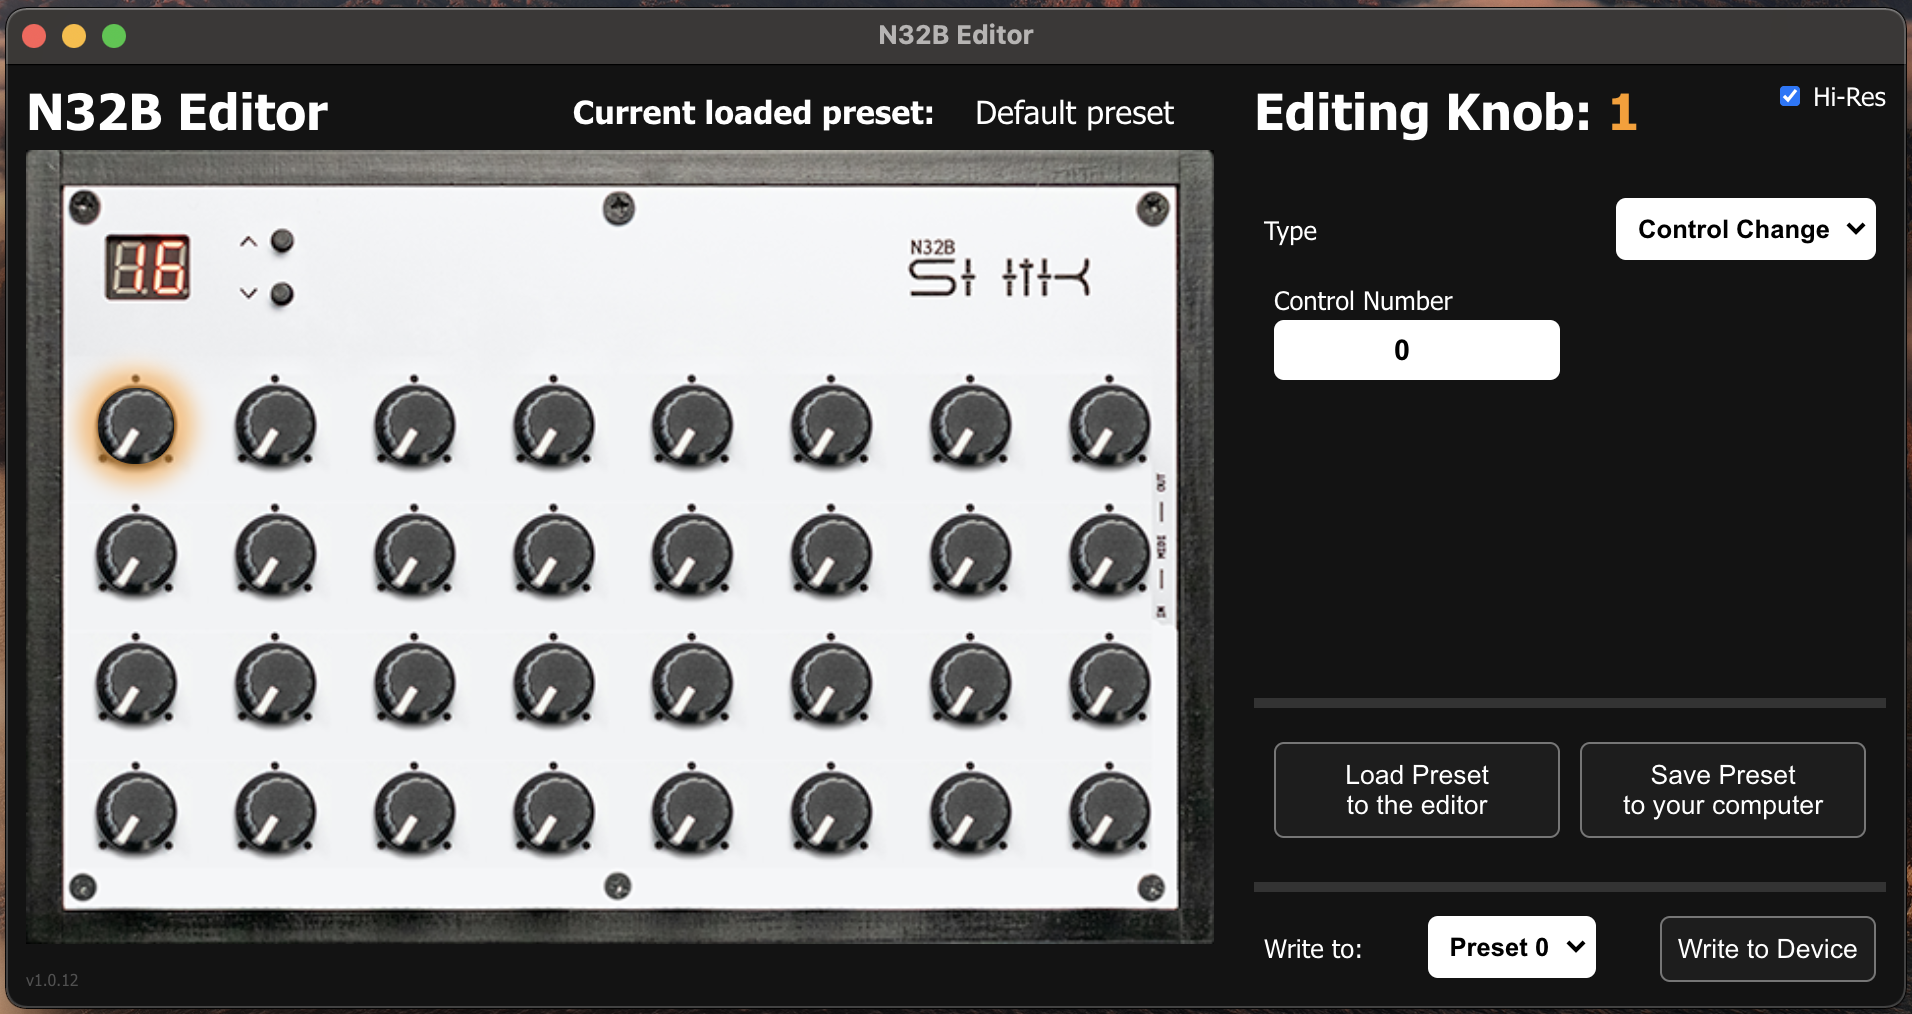 N32B Editor
N32B Editor
Current loaded preset: Default preset
Editing Knob: 1
Hi-Res
16
N32B
Type
Control Change
Control Number
0
OUT
MIDI
IN
Load Preset
to the editor
Save Preset
to your computer
Write to:
Preset 0
Write to Device
v1.0.12